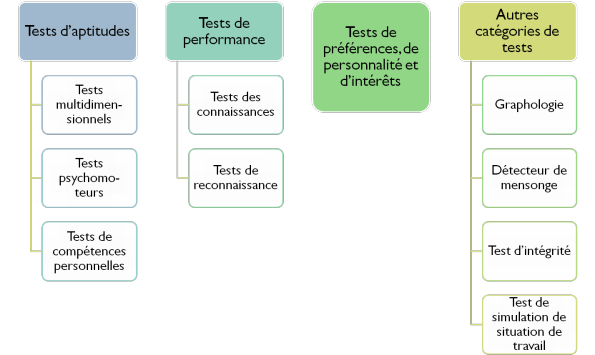 Tests d'aptitudes
Tests
multidimen-
sionnels
Tests
psychomo-
teurs
Tests de
compétences
personnelles
Tests de
performance
Tests des
connaissances
Tests de
reconnaissance
Tests de
préférences, de
personnalité et
d'intérêts
Autres
catégories de
tests
Graphologie
Détecteur de
mensonge
Test d'intégrité
Test de
simulation de
situation de
travail